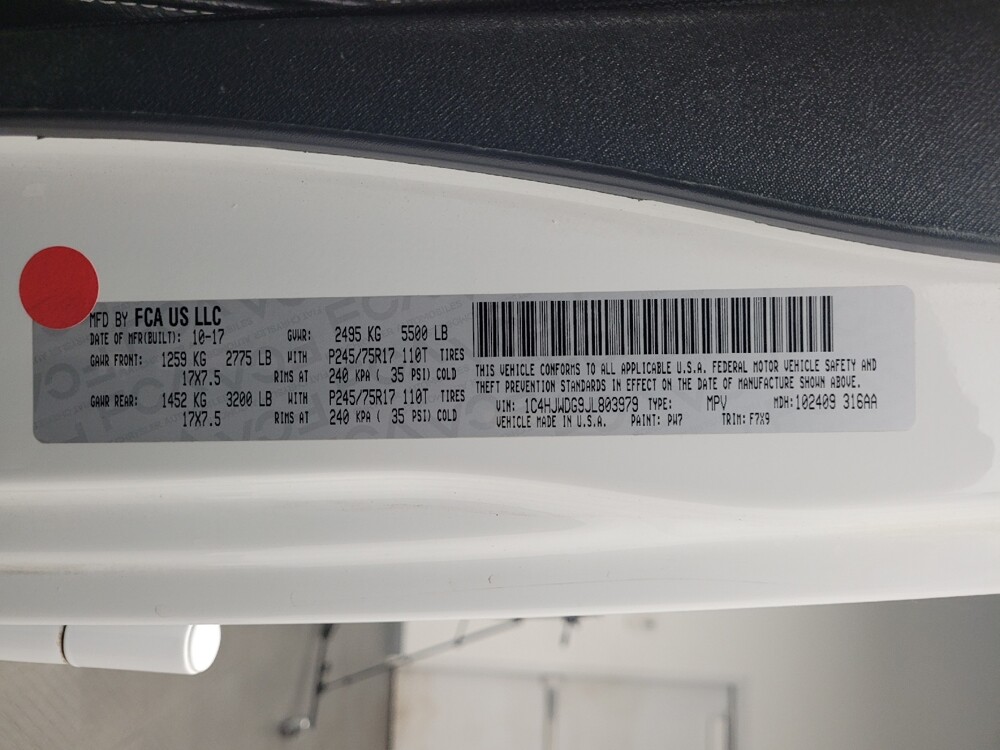 MFD BY FCA US LLC
DATE OF MFR(BUILT): 10-17 GVWR: 2495 KG 5500 LB
GAWR FRONT: 1259 KG 2775 LB WITH P245/75R17 110T TIRES
17X7.5 RIMS AT 240 KPA ( 35 PSI) COLD
GAWR REAR: 1452 KG 3200 LB WITH P245/75R17 110T TIRES
17X7.5 RIMS AT 240 KPA ( 35 PSI) COLD
THIS VEHICLE CONFORMS TO ALL APPLICABLE U.S.A. FEDERAL MOTOR VEHICLE SAFETY AND
THEFT PREVENTION STANDARDS IN EFFECT ON THE DATE OF MANUFACTURE SHOWN ABOVE.
VIN: 1C4HJWDG9JL803979 TYPE: MPV MDH:102409 316AA
VEHICLE MADE IN U.S.A. PAINT: PW7 TRIM: F7X9